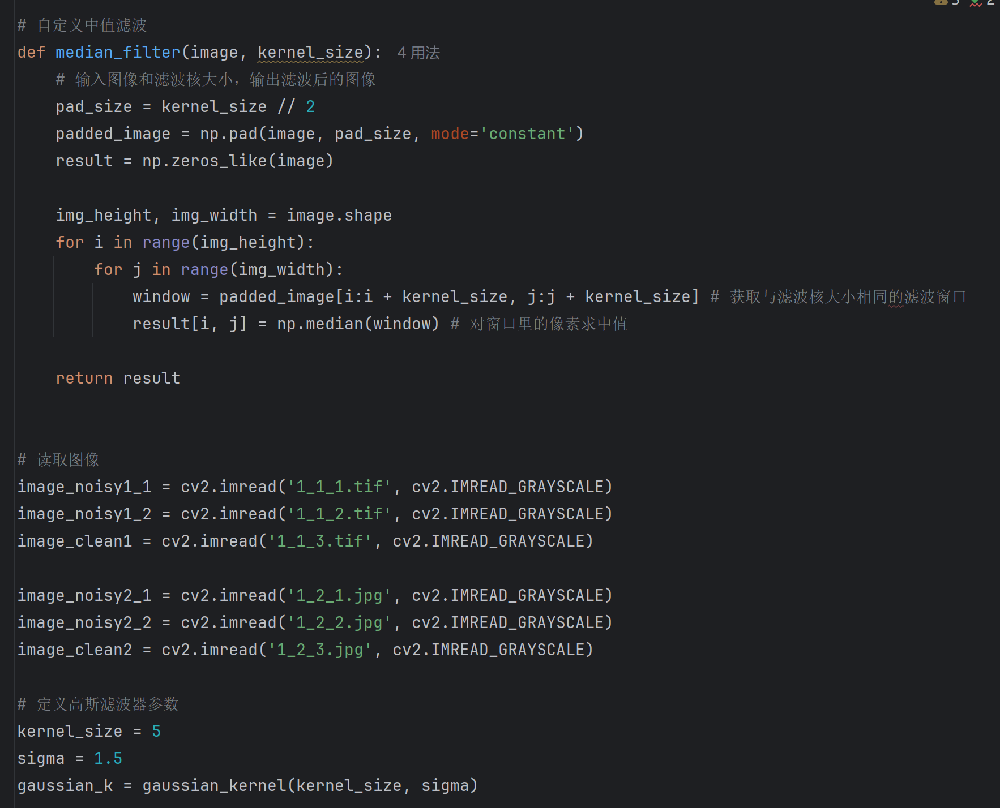 5 2
# 自定义中值滤波
def median_filter(image, kernel_size): 4 用法
    # 输入图像和滤波核大小，输出滤波后的图像
    pad_size = kernel_size // 2
    padded_image = np.pad(image, pad_size, mode='constant')
    result = np.zeros_like(image)
    img_height, img_width = image.shape
    for i in range(img_height):
        for j in range(img_width):
            window = padded_image[i:i + kernel_size, j:j + kernel_size] # 获取与滤波核大小相同的滤波窗口
            result[i, j] = np.median(window) # 对窗口里的像素求中值
    return result
# 读取图像
image_noisy1_1 = cv2.imread('1_1_1.tif', cv2.IMREAD_GRAYSCALE)
image_noisy1_2 = cv2.imread('1_1_2.tif', cv2.IMREAD_GRAYSCALE)
image_clean1 = cv2.imread('1_1_3.tif', cv2.IMREAD_GRAYSCALE)
image_noisy2_1 = cv2.imread('1_2_1.jpg', cv2.IMREAD_GRAYSCALE)
image_noisy2_2 = cv2.imread('1_2_2.jpg', cv2.IMREAD_GRAYSCALE)
image_clean2 = cv2.imread('1_2_3.jpg', cv2.IMREAD_GRAYSCALE)
# 定义高斯滤波器参数
kernel_size = 5
sigma = 1.5
gaussian_k = gaussian_kernel(kernel_size, sigma)